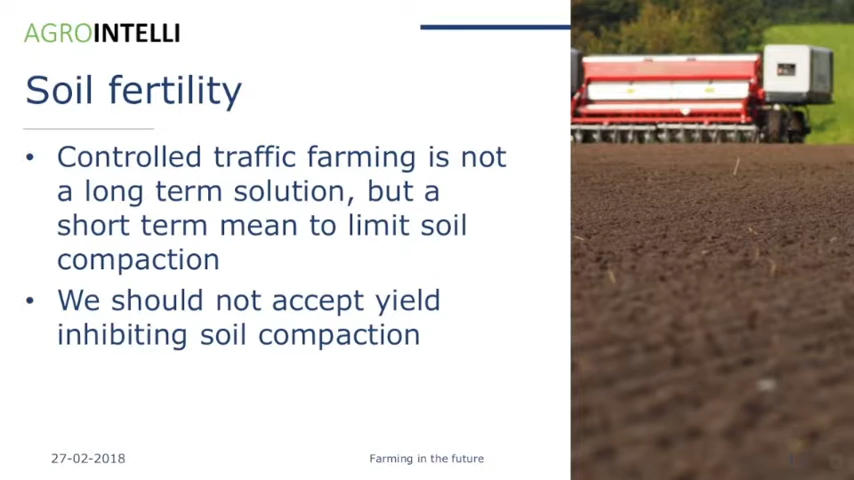 AGROINTELLI
Soil fertility
• Controlled traffic farming is not
a long term solution, but a
short term mean to limit soil
compaction
• We should not accept yield
inhibiting soil compaction
27-02-2018
Farming in the future